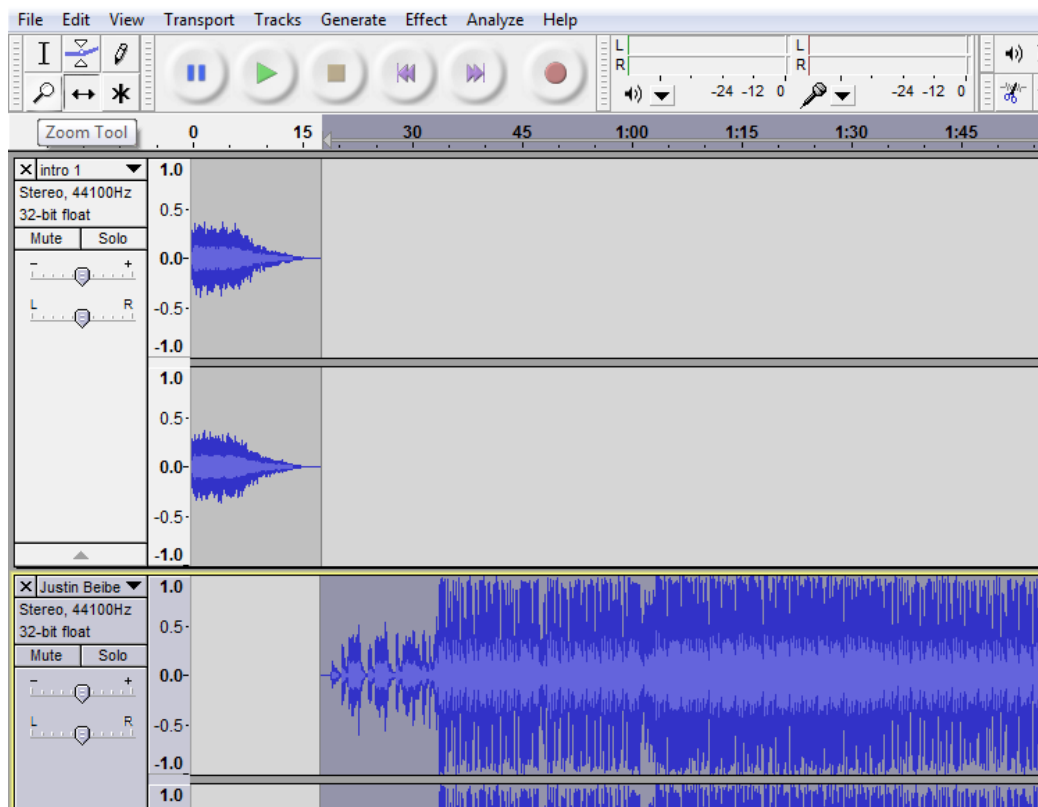 File Edit View Transport Tracks Generate Effect Analyze Help
L
R
L
R
-24 -12 0
-24 -12 0
Zoom Tool
0 15 30 45 1:00 1:15 1:30 1:45
intro 1
Stereo, 44100Hz
32-bit float
Mute Solo
- +
L R
1.0
0.5
0.0
-0.5
-1.0
1.0
0.5
0.0
-0.5
-1.0
Justin Beibe
Stereo, 44100Hz
32-bit float
Mute Solo
- +
L R
1.0
0.5
0.0
-0.5
-1.0
1.0